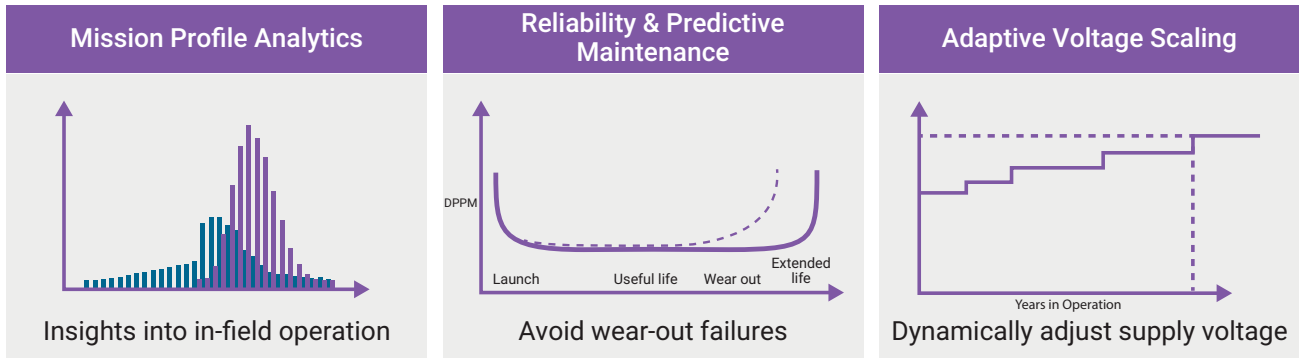 Mission Profile Analytics
Insights into in-field operation
Reliability & Predictive
Maintenance
DPPM
Launch
Useful life
Wear out
Extended
life
Avoid wear-out failures
Adaptive Voltage Scaling
Years in Operation
Dynamically adjust supply voltage